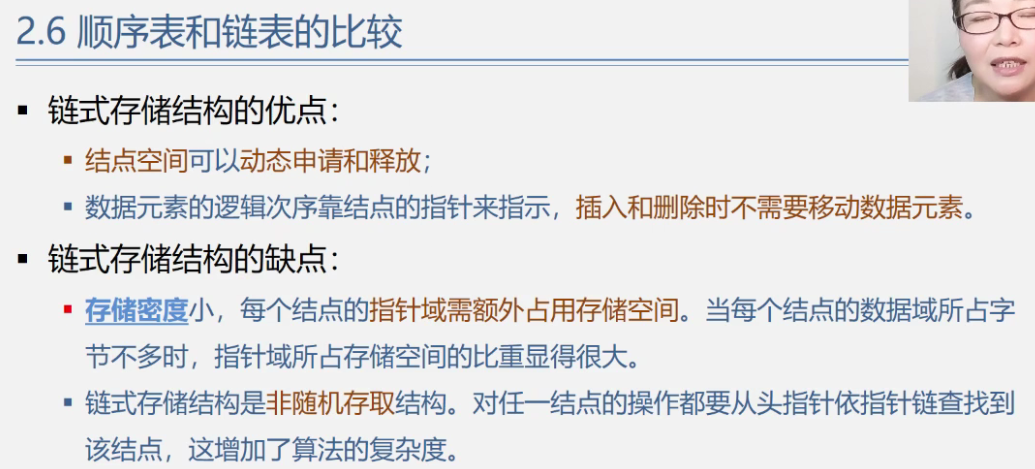 2.6 顺序表和链表的比较
▪ 链式存储结构的优点：
▪ 结点空间可以动态申请和释放；
▪ 数据元素的逻辑次序靠结点的指针来指示，插入和删除时不需要移动数据元素。
▪ 链式存储结构的缺点：
▪ 存储密度小，每个结点的指针域需额外占用存储空间。当每个结点的数据域所占字
节不多时，指针域所占存储空间的比重显得很大。
▪ 链式存储结构是非随机存取结构。对任一结点的操作都要从头指针依指针链查找到
该结点，这增加了算法的复杂度。